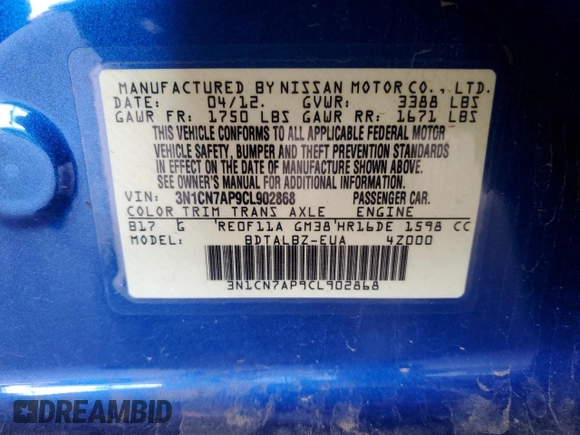 MANUFACTURED BY NISSAN MOTOR CO., LTD.
DATE: 04/12. GVWR: 3388 LBS
GAWR FR: 1750 LBS GAWR RR: 1671 LBS
THIS VEHICLE CONFORMS TO ALL APPLICABLE FEDERAL MOTOR
VEHICLE SAFETY, BUMPER AND THEFT PREVENTION STANDARDS
IN EFFECT ON THE DATE OF MANUFACTURE SHOWN ABOVE.
SEE OWNER'S MANUAL FOR ADDITIONAL INFORMATION.
VIN: 3N1CN7AP9CL902868 PASSENGER CAR.
COLOR TRIM TRANS AXLE ENGINE
B17 G RE0F11A GM38 HR16DE 1598 CC
MODEL: BDTALBZ-EUA 4Z000
3N1CN7AP9CL902868
DREAMBID